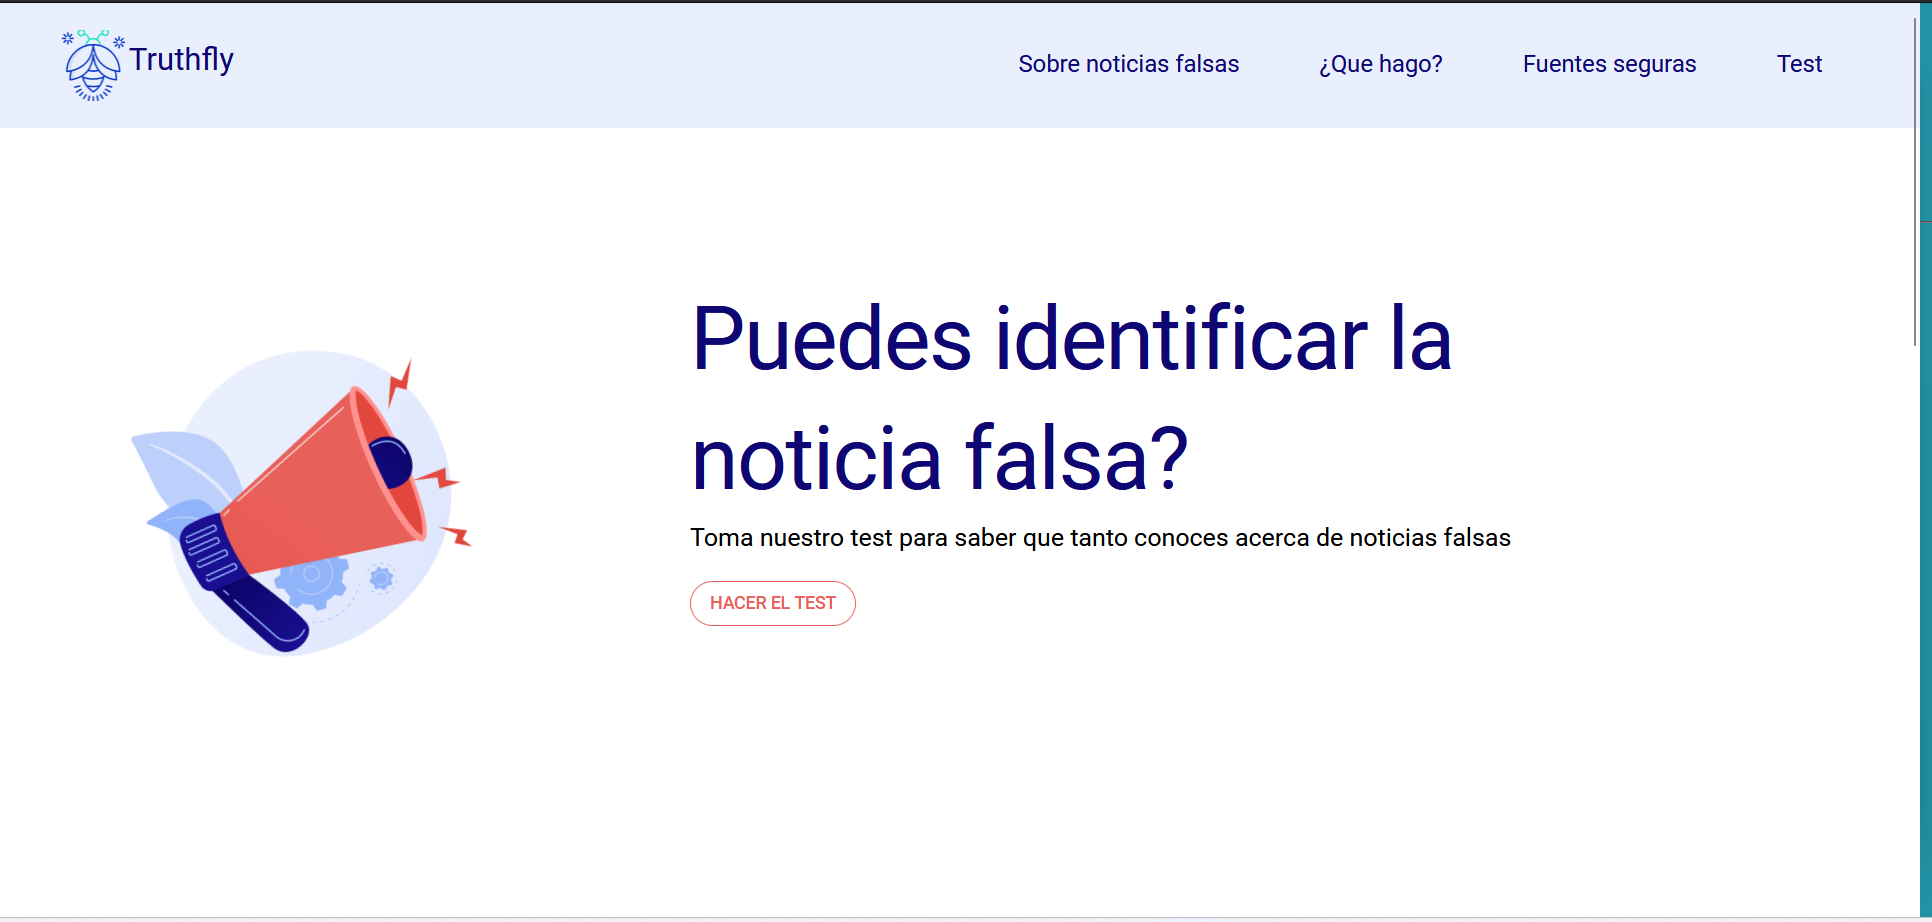 Truthfly
Sobre noticias falsas
¿Que hago?
Fuentes seguras
Test
Puedes identificar la
noticia falsa?
Toma nuestro test para saber que tanto conoces acerca de noticias falsas
HACER EL TEST